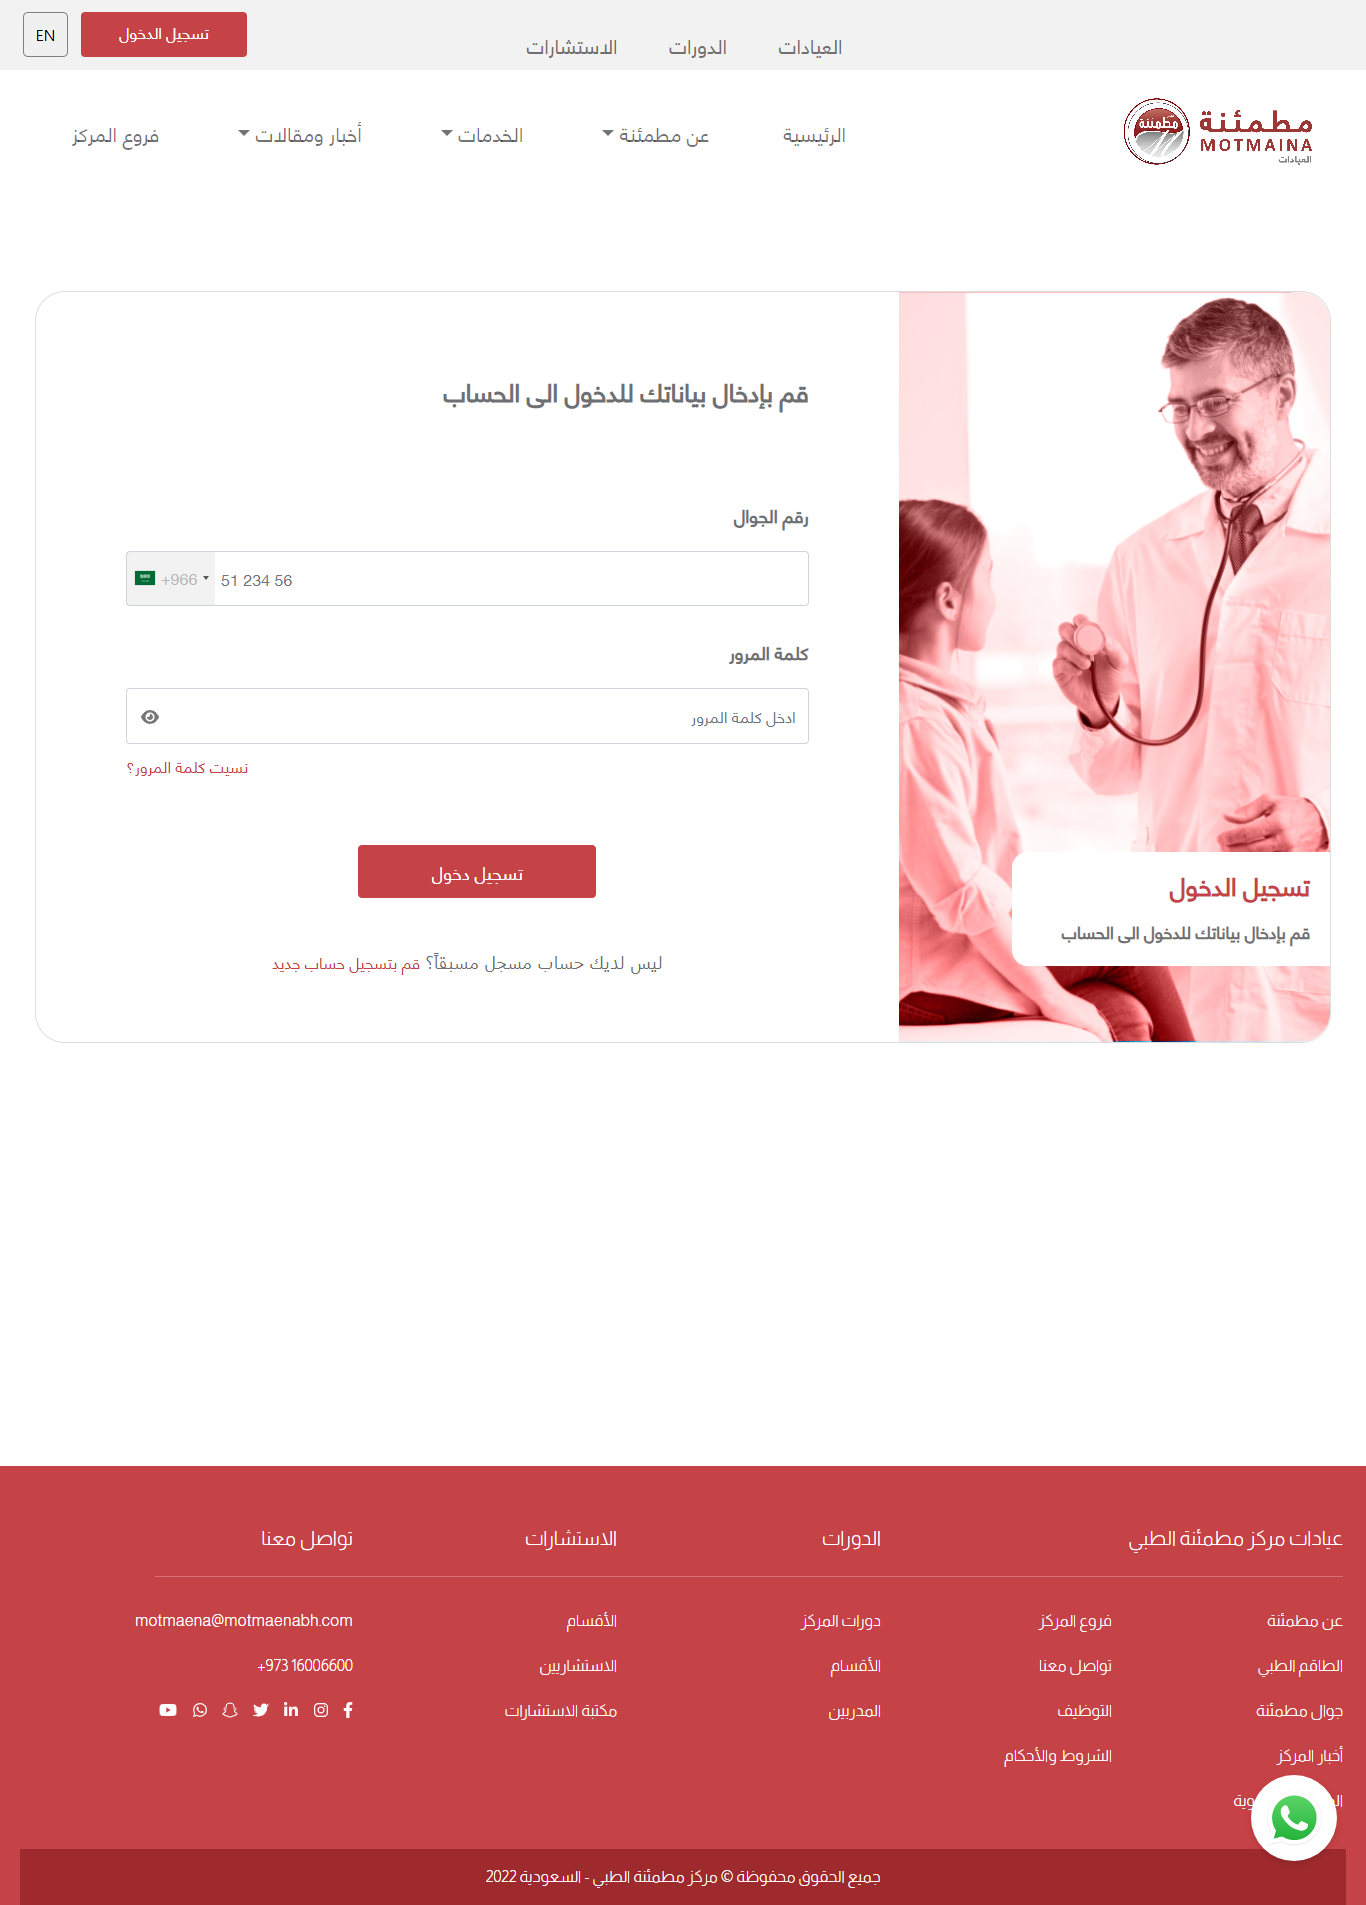 العيادات
الدورات
الاستشارات
تسجيل الدخول
EN
مطمئنة
مطمئنة
MOTMAINA
العيادات
الرئيسية
عن مطمئنة
الخدمات
أخبار ومقالات
فروع المركز
قم بإدخال بياناتك للدخول الى الحساب
رقم الجوال
+966
51 234 56
كلمة المرور
ادخل كلمة المرور
نسيت كلمة المرور؟
تسجيل دخول
ليس لديك حساب مسجل مسبقاً؟ قم بتسجيل حساب جديد
تسجيل الدخول
قم بإدخال بياناتك للدخول الى الحساب
عيادات مركز مطمئنة الطبي
الدورات
الاستشارات
تواصل معنا
عن مطمئنة
الطاقم الطبي
جوال مطمئنة
أخبار المركز
فروع المركز
تواصل معنا
التوظيف
الشروط والأحكام
دورات المركز
الأقسام
المدربين
الأقسام
الاستشاريين
مكتبة الاستشارات
motmaena@motmaenabh.com
+973 16006600
جميع الحقوق محفوظة © مركز مطمئنة الطبي - السعودية 2022